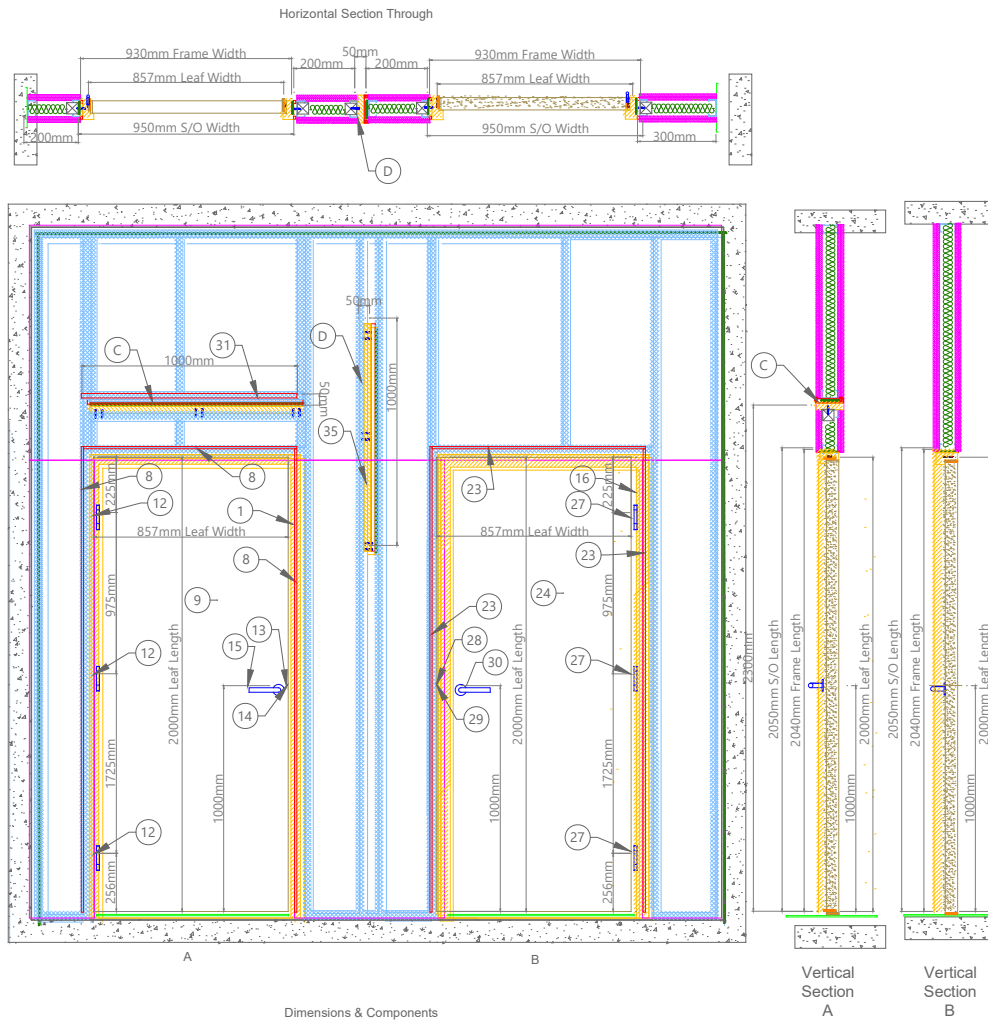 Horizontal Section Through
930mm Frame Width
50mm
930mm Frame Width
200mm
200mm
857mm Leaf Width
857mm Leaf Width
200mm
950mm S/O Width
950mm S/O Width
300mm
D
50mm
C
31
D
1000mm
50mm
1000mm
C
35
8
8
23
16
225mm
12
1
225mm
27
857mm Leaf Width
857mm Leaf Width
8
23
975mm
9
24
975mm
23
15
13
28
12
30
27
14
29
2000mm Leaf Length
2000mm Leaf Length
1725mm
1725mm
1000mm
1000mm
12
27
256mm
256mm
2300mm
2050mm S/O Length
2040mm Frame Length
2000mm Leaf Length
1000mm
2050mm S/O Length
2040mm Frame Length
2000mm Leaf Length
1000mm
A
B
Vertical
Section
A
Vertical
Section
B
Dimensions & Components